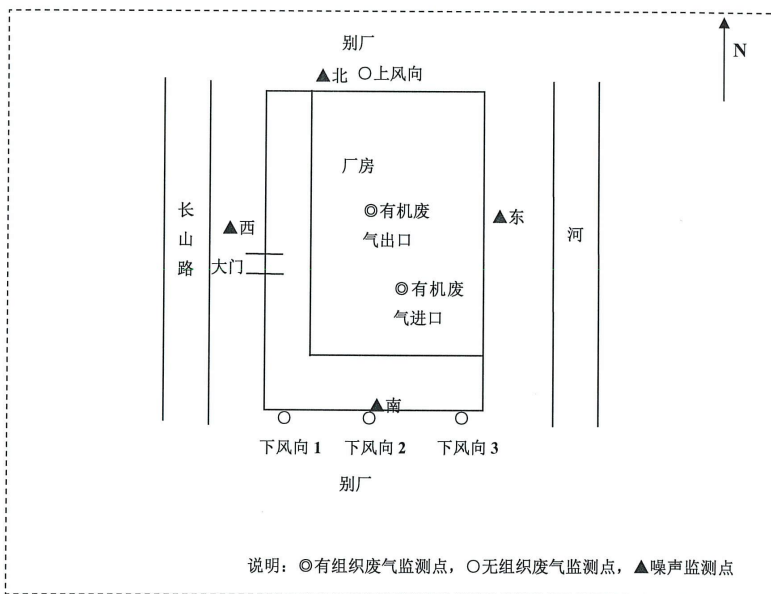 别厂
N
▲北 ○上风向
厂房
长山路
◎有机废
气出口
▲西
▲东
河
大门
◎有机废
气进口
▲南
下风向 1 下风向 2 下风向 3
别厂
说明：◎有组织废气监测点，○无组织废气监测点，▲噪声监测点